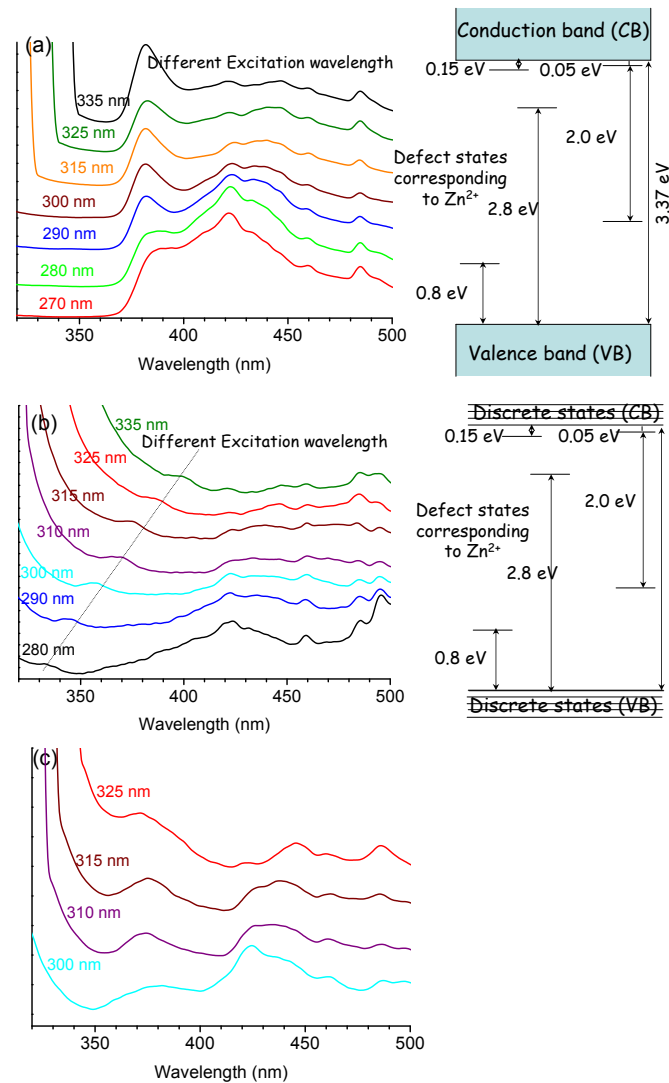 (a)
Different Excitation wavelength
335 nm
325 nm
315 nm
300 nm
290 nm
280 nm
270 nm
350
400
450
500
Wavelength (nm)
Conduction band (CB)
0.15 eV
0.05 eV
2.0 eV
Defect states
corresponding
to Zn²⁺
2.8 eV
3.37 eV
0.8 eV
Valence band (VB)
(b)
335 nm
Different Excitation wavelength
325 nm
315 nm
310 nm
300 nm
290 nm
280 nm
350
400
450
500
Wavelength (nm)
Discrete states (CB)
0.15 eV
0.05 eV
2.0 eV
Defect states
corresponding
to Zn²⁺
2.8 eV
0.8 eV
Discrete states (VB)
(c)
325 nm
315 nm
310 nm
300 nm
350
400
450
500
Wavelength (nm)